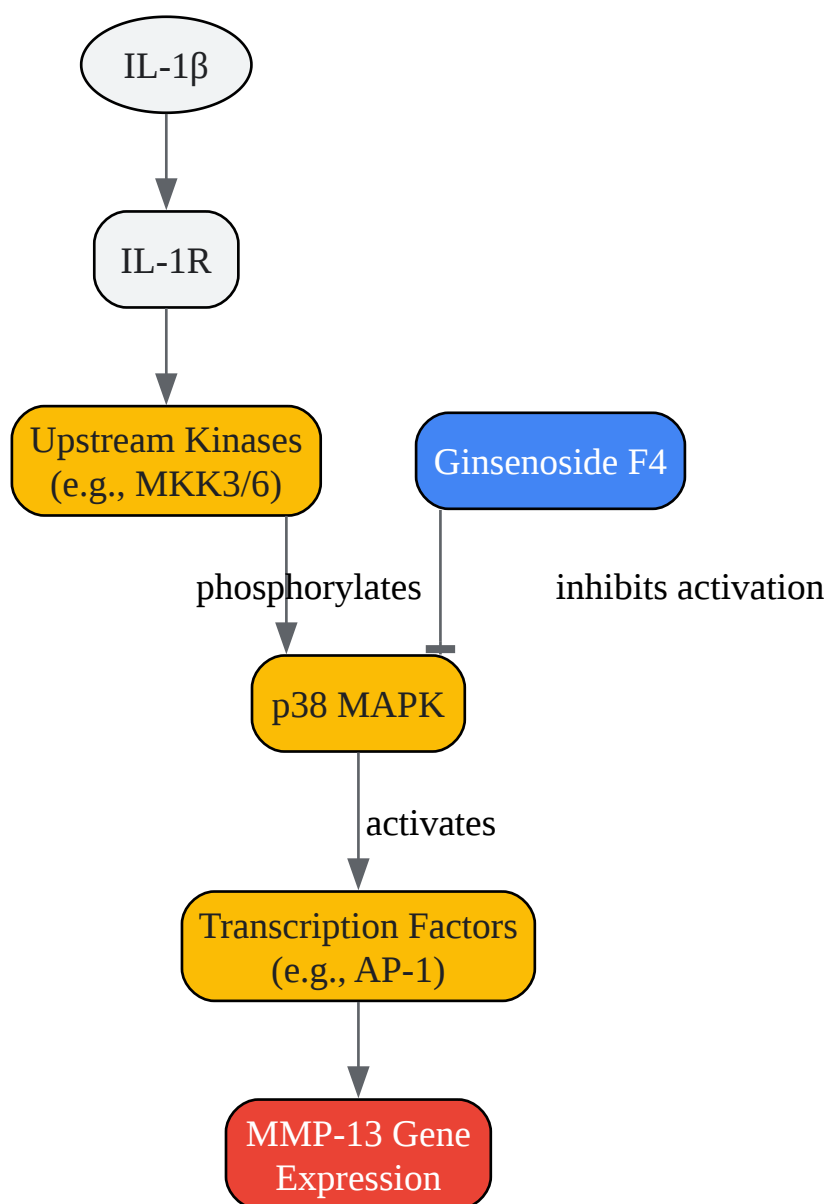 IL-1β
IL-1R
Upstream Kinases
(e.g., MKK3/6)
Ginsenoside F4
phosphorylates
inhibits activation
p38 MAPK
activates
Transcription Factors
(e.g., AP-1)
MMP-13 Gene
Expression